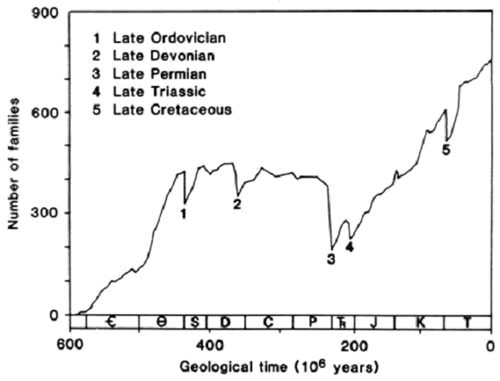 900
600
300
0
Number of families
1 Late Ordovician
2 Late Devonian
3 Late Permian
4 Late Triassic
5 Late Cretaceous
1
2
3
4
5
Є Ө S D C P Ћ J K T
600 400 200 0
Geological time (10⁶ years)